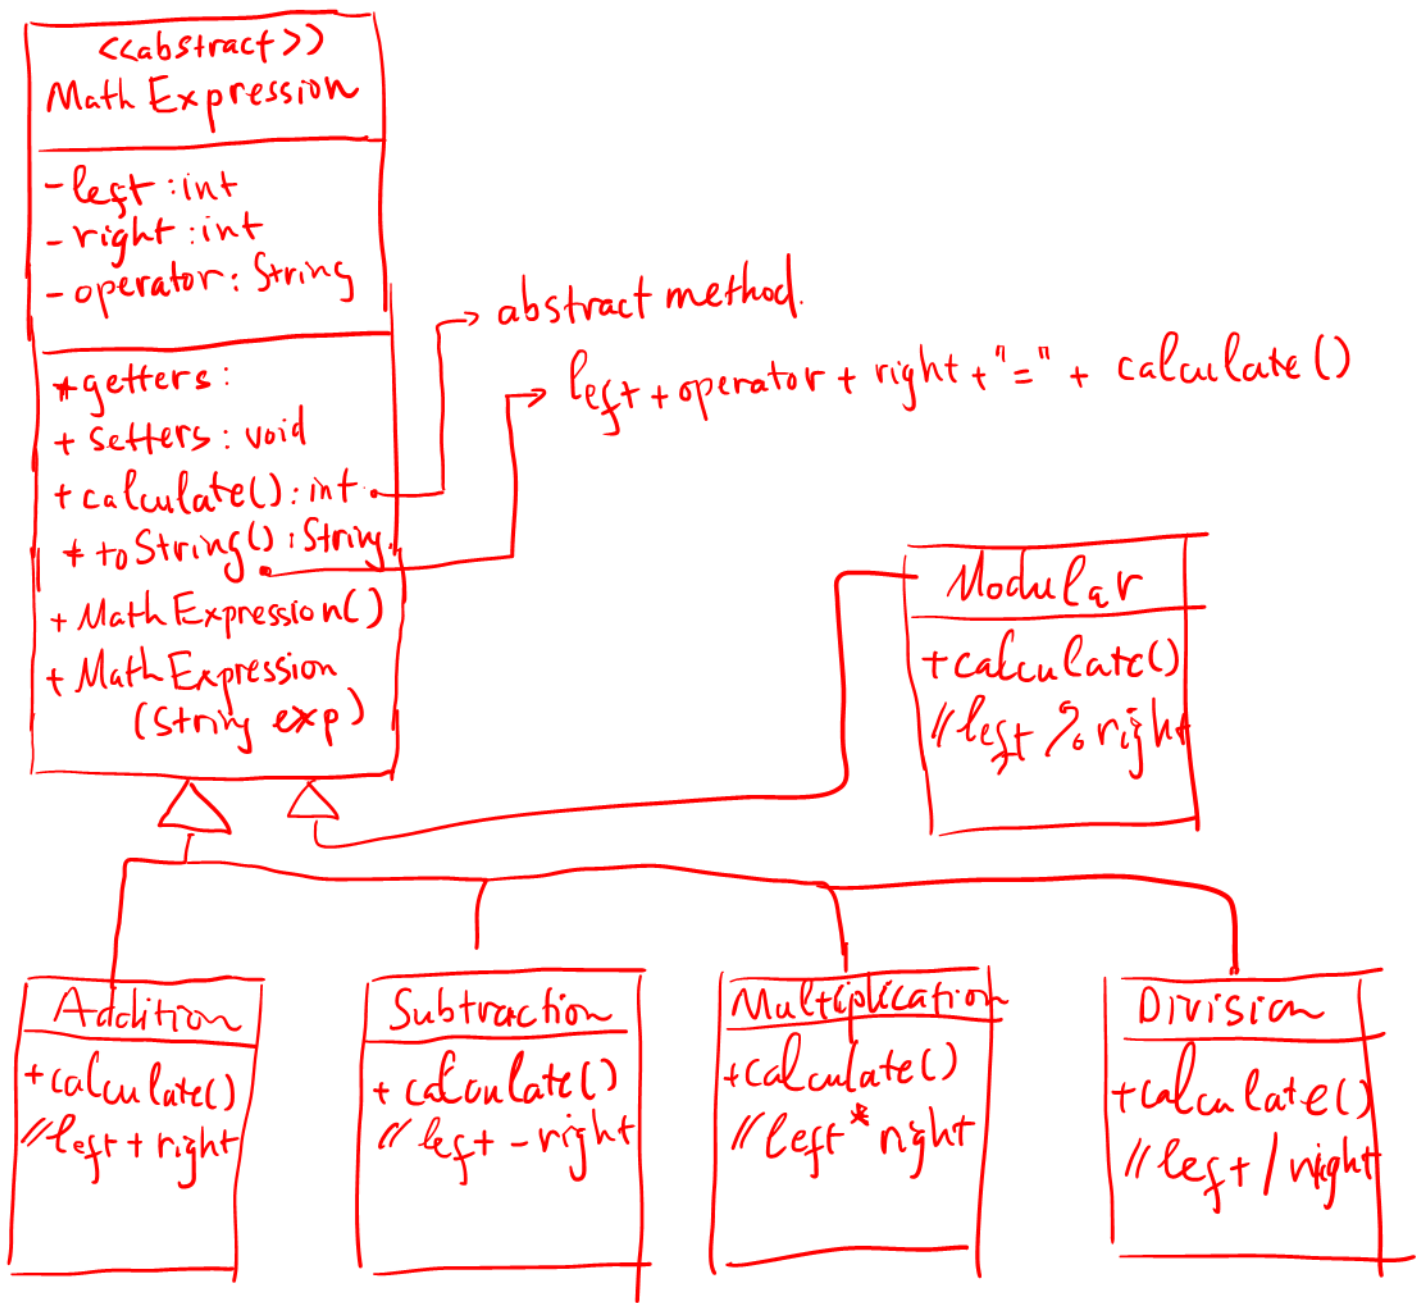 <<abstract>>
Math Expression
- left : int
- right : int
- operator : String
+ getters :
+ setters : void
+ calculate() : int
+ toString() : String
+ MathExpression()
+ MathExpression
(String exp)
abstract method.
left + operator + right + "=" + calculate()
Modular
+calculate()
//left % right
Addition
+calculate()
//left + right
Subtraction
+ calculate()
// left - right
Multiplication
+calculate()
//left * right
Division
+calculate()
//left / right